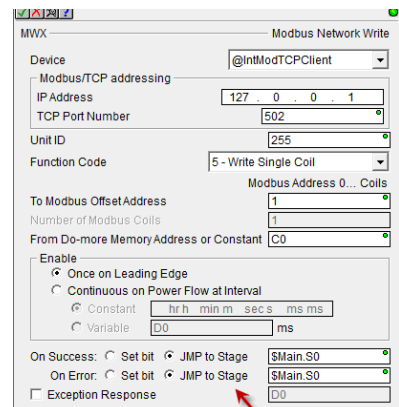 MWX Modbus Network Write
Device @IntModTCPClient
Modbus/TCP addressing
IP Address 127 . 0 . 0 . 1
TCP Port Number 502
Unit ID 255
Function Code 5 - Write Single Coil
Modbus Address 0... Coils
To Modbus Offset Address 1
Number of Modbus Coils 1
From Do-more Memory Address or Constant C0
Enable
Once on Leading Edge
Continuous on Power Flow at Interval
Constant hr h min m sec s ms ms
Variable D0 ms
On Success: Set bit JMP to Stage $Main.S0
On Error: Set bit JMP to Stage $Main.S0
Exception Response D0